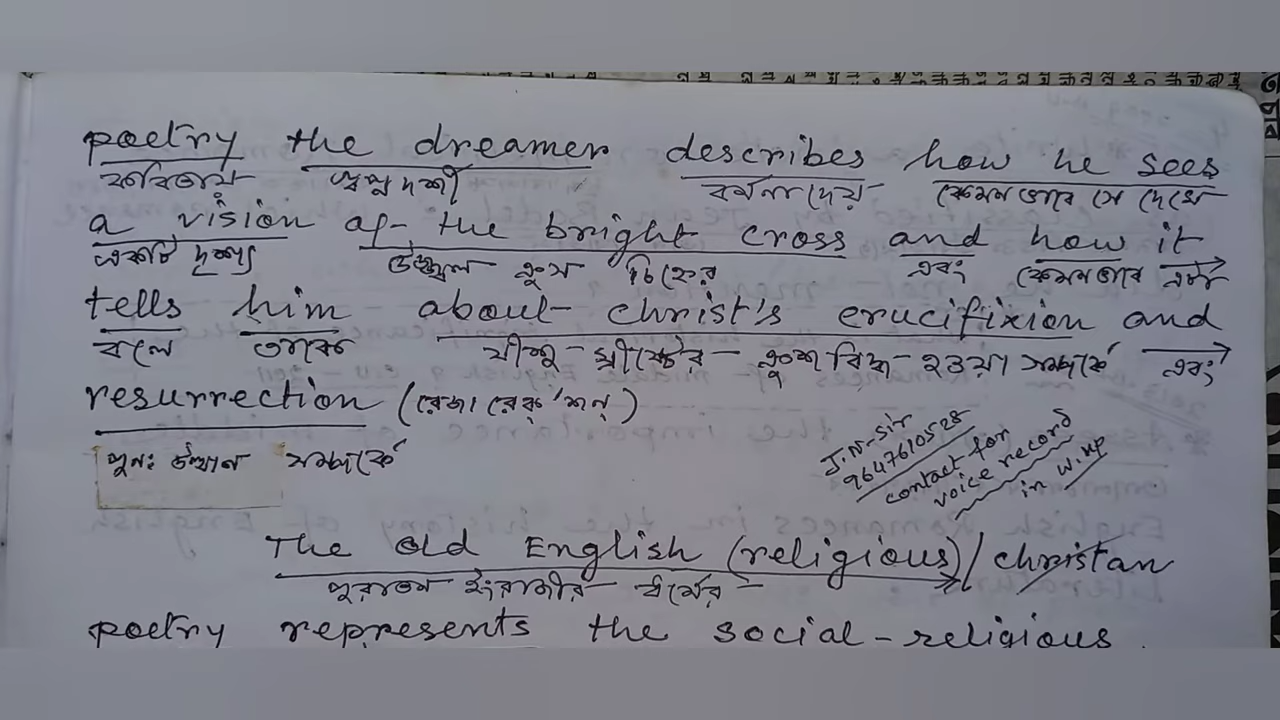 poetry the dreamer describes how he sees
কবিতায় স্বপ্নদর্শী বর্ননা দেয় কেমন ভাবে সে দেখে
a vision of the bright cross and how it
একটি দৃশ্য উজ্জ্বল ক্রুস চিহ্নের এবং কেমনভাবে এটা
tells him about christ's crucifixion and
বলে তাকে যীশু খ্রীষ্টের ক্রুশবিদ্ধ হওয়া সম্পর্কে এবং
resurrection (রেজারেক্'শন্)
পুনঃ উত্থান সম্পর্কে
J.N-Sir
9647610528
contact for
voice record
in W.NP
The Old English (religious)/christan
পুরাতন ইংরাজীর ধর্মের
poetry represents the social-religious